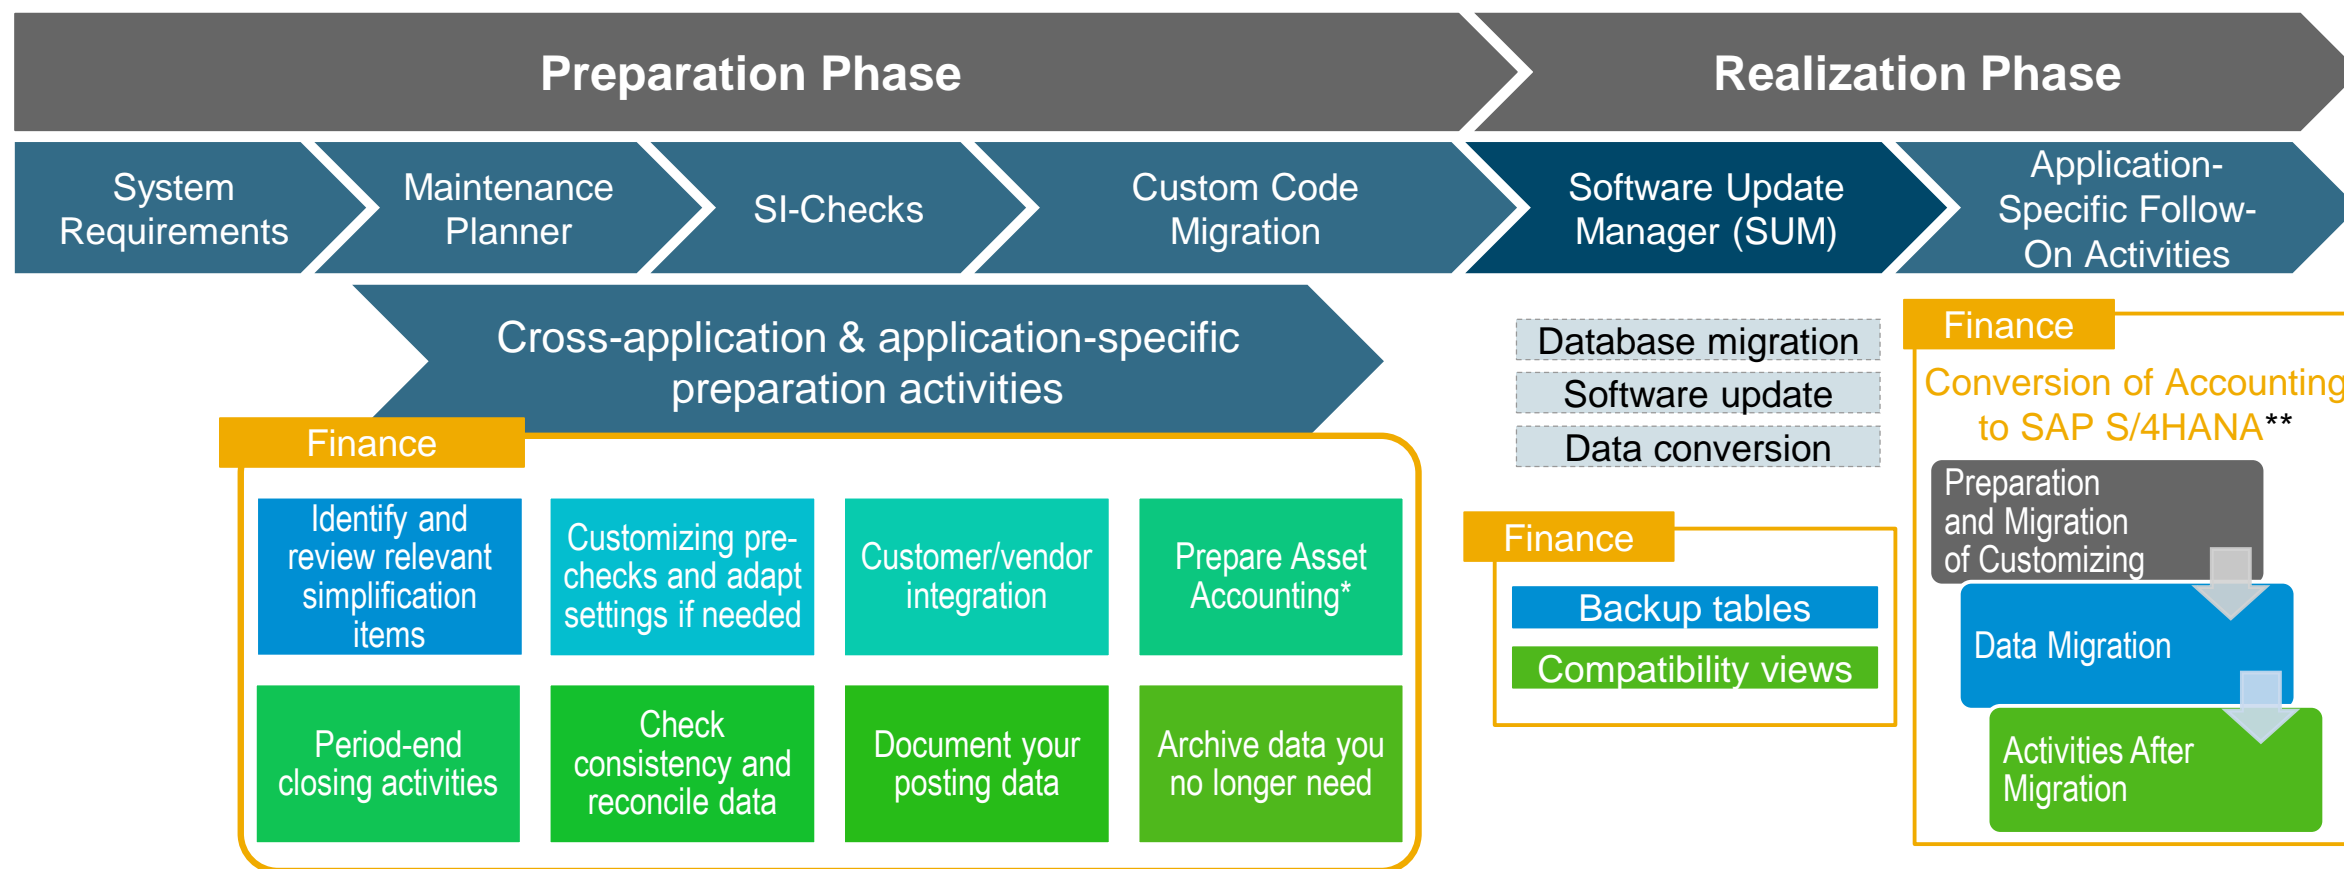 Preparation Phase
Realization Phase
System
Requirements
Maintenance
Planner
SI-Checks
Custom Code
Migration
Software Update
Manager (SUM)
Application-
Specific Follow-
On Activities
Cross-application & application-specific
preparation activities
Finance
Identify and
review relevant
simplification
items
Customizing pre-
checks and adapt
settings if needed
Customer/vendor
integration
Prepare Asset
Accounting*
Period-end
closing activities
Check
consistency and
reconcile data
Document your
posting data
Archive data you
no longer need
Database migration
Software update
Data conversion
Finance
Backup tables
Compatibility views
Finance
Conversion of Accounting
to SAP S/4HANA**
Preparation
and Migration
of Customizing
Data Migration
Activities After
Migration